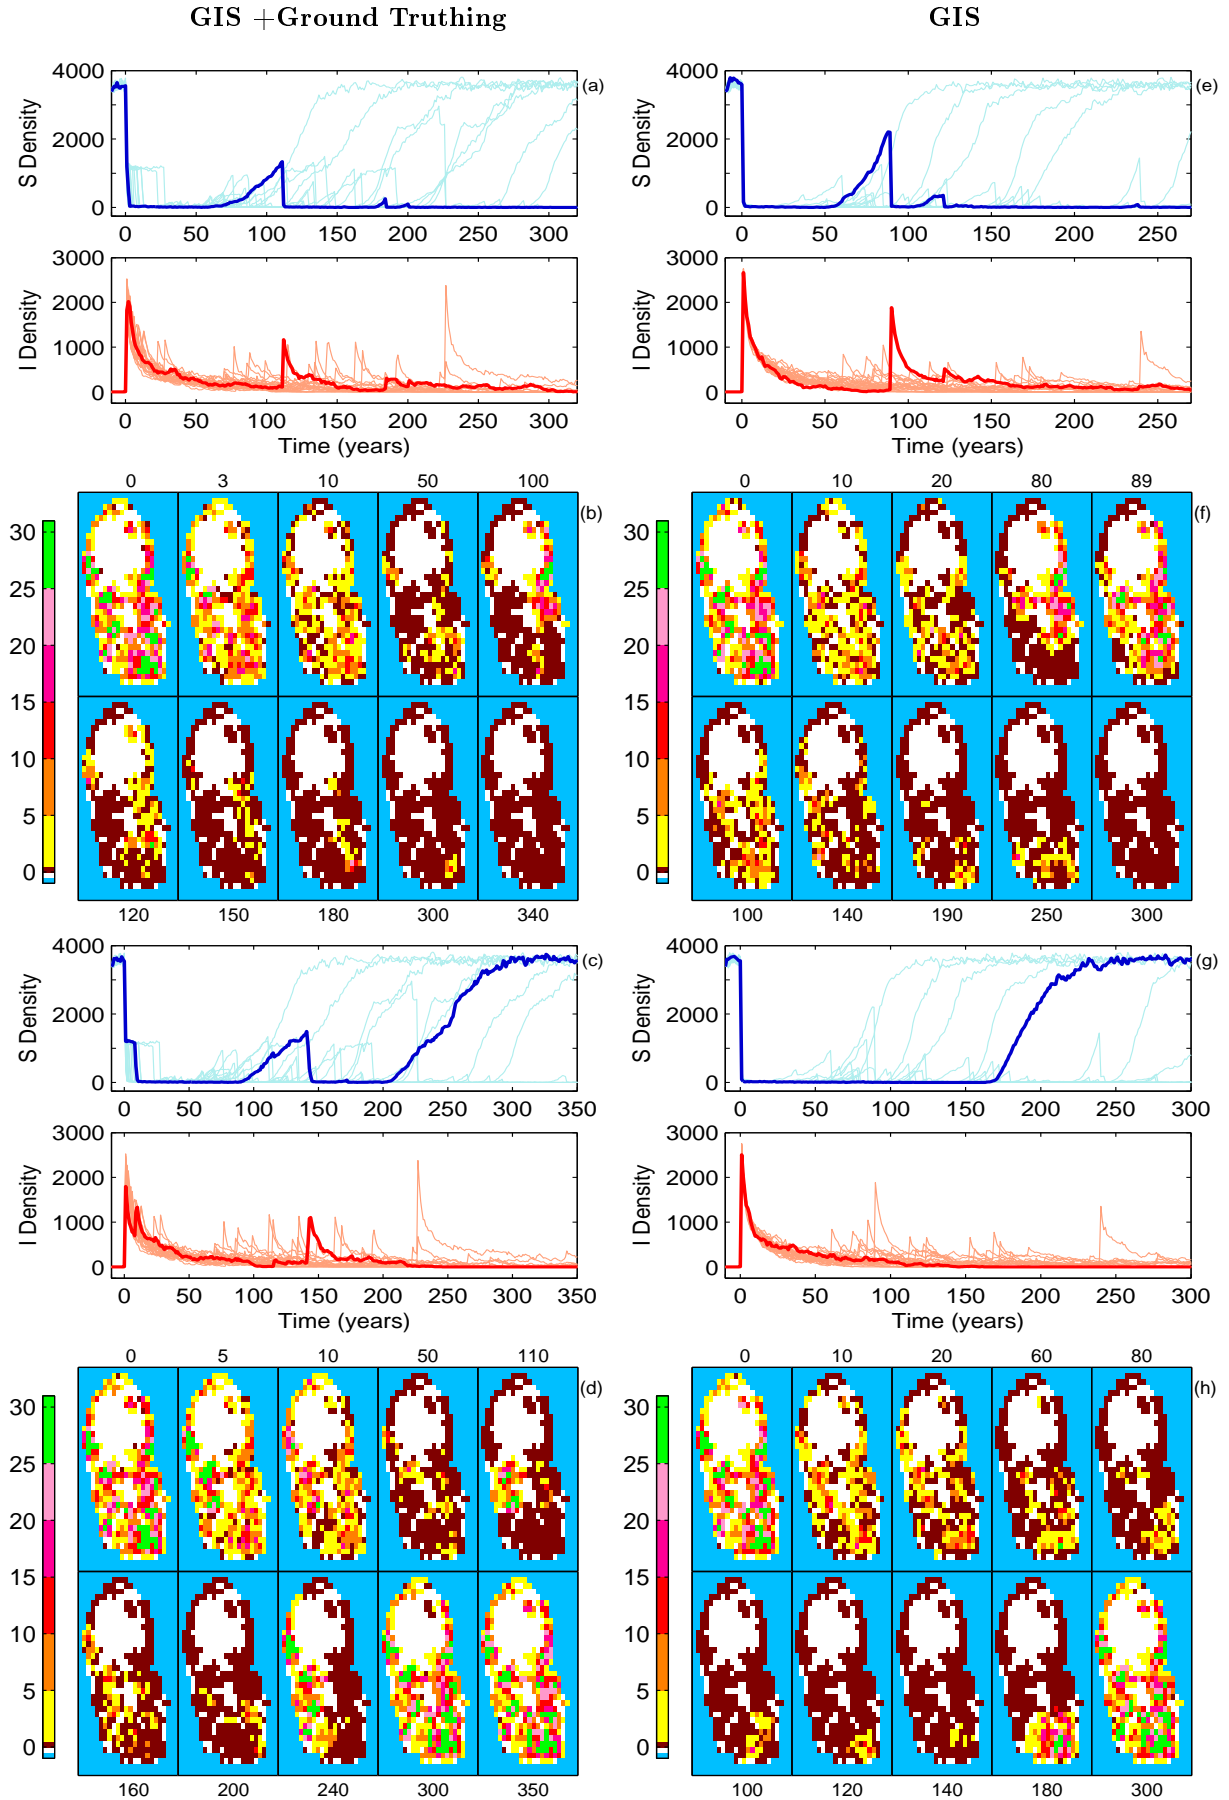 GIS +Ground Truthing
GIS
4000
2000
0
S Density
0 50 100 150 200 250 300
(a)
4000
2000
0
S Density
0 50 100 150 200 250
(e)
3000
2000
1000
0
I Density
0 50 100 150 200 250 300
Time (years)
3000
2000
1000
0
I Density
0 50 100 150 200 250
Time (years)
0 3 10 50 100
(b)
30
25
20
15
10
5
0
120 150 180 300 340
0 10 20 80 89
(f)
30
25
20
15
10
5
0
100 140 190 250 300
4000
2000
0
S Density
0 50 100 150 200 250 300 350
(c)
4000
2000
0
S Density
0 50 100 150 200 250 300
(g)
3000
2000
1000
0
I Density
0 50 100 150 200 250 300 350
Time (years)
3000
2000
1000
0
I Density
0 50 100 150 200 250 300
Time (years)
0 5 10 50 110
(d)
30
25
20
15
10
5
0
160 200 240 300 350
0 10 20 60 80
(h)
30
25
20
15
10
5
0
100 120 140 180 300